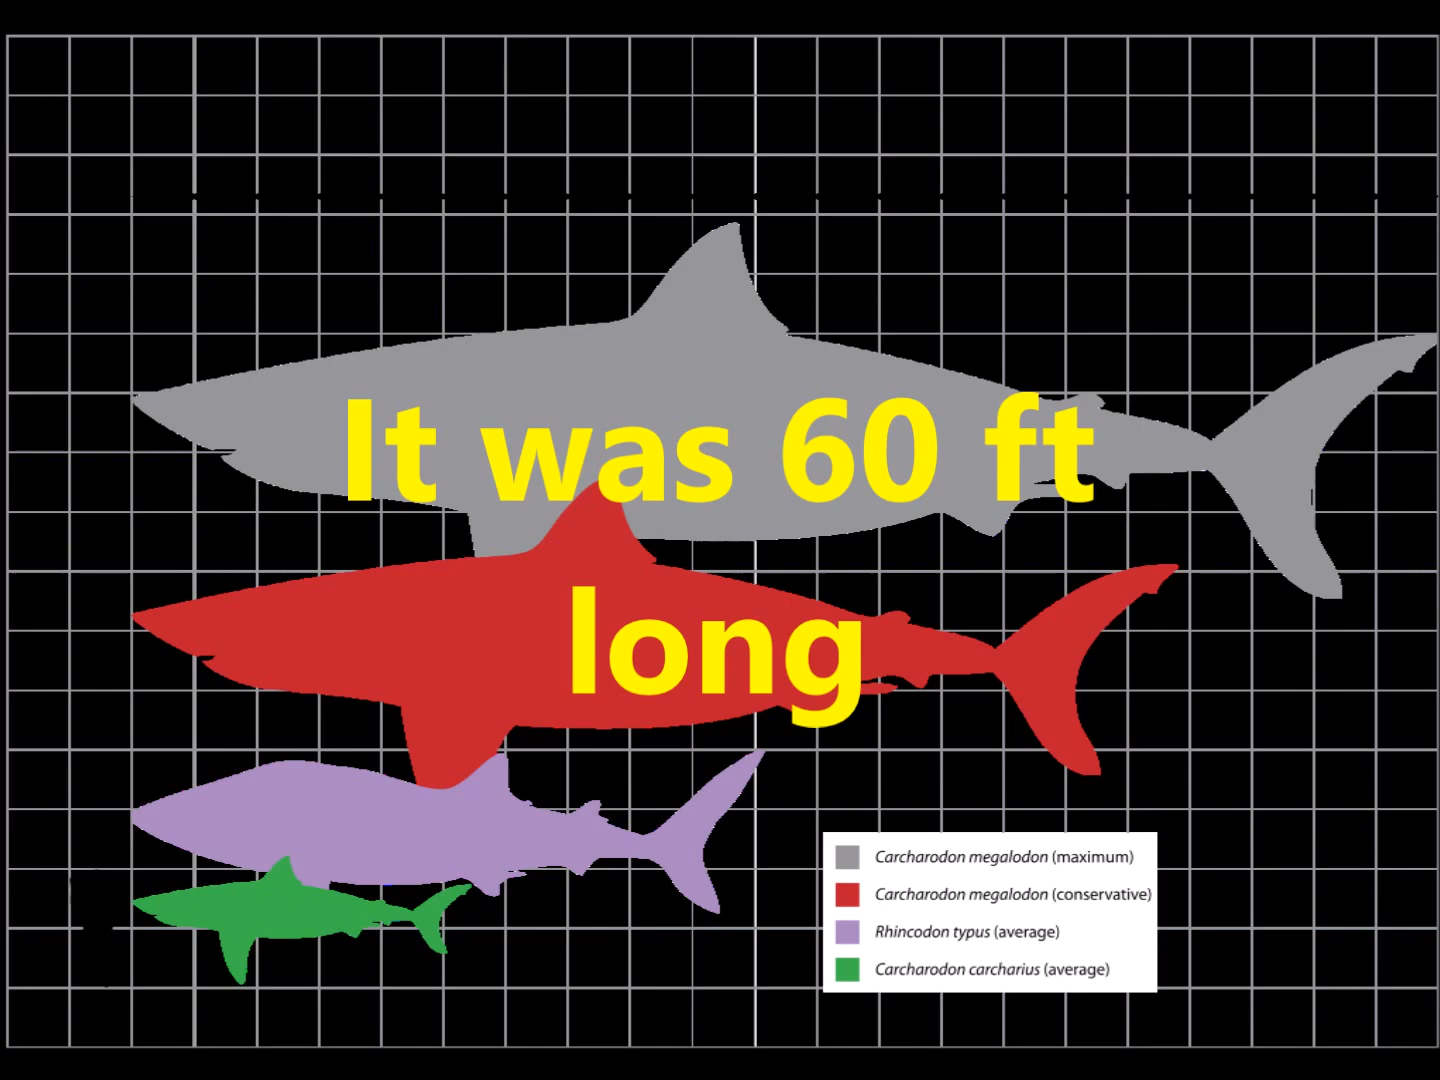 It was 60 ft
long
Carcharodon megalodon (maximum)
Carcharodon megalodon (conservative)
Rhincodon typus (average)
Carcharodon carcharius (average)